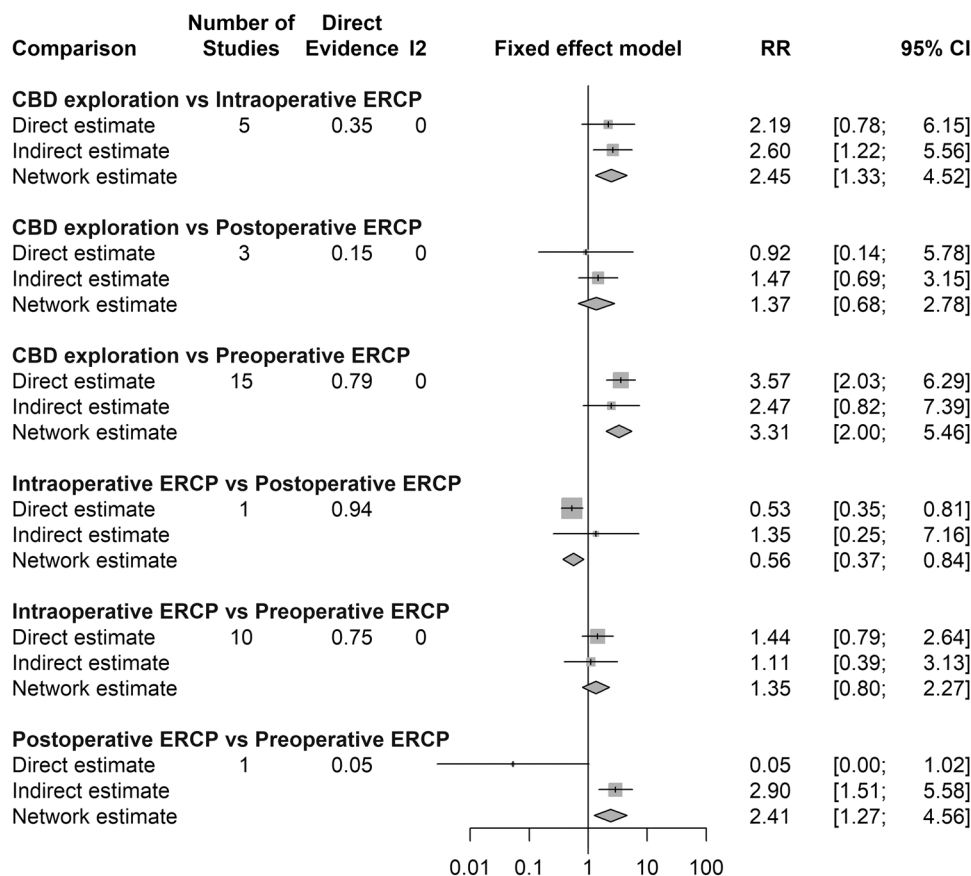 Number of Direct
Comparison Studies Evidence I2 Fixed effect model RR 95% CI
CBD exploration vs Intraoperative ERCP
Direct estimate 5 0.35 0 2.19 [0.78; 6.15]
Indirect estimate 2.60 [1.22; 5.56]
Network estimate 2.45 [1.33; 4.52]
CBD exploration vs Postoperative ERCP
Direct estimate 3 0.15 0 0.92 [0.14; 5.78]
Indirect estimate 1.47 [0.69; 3.15]
Network estimate 1.37 [0.68; 2.78]
CBD exploration vs Preoperative ERCP
Direct estimate 15 0.79 0 3.57 [2.03; 6.29]
Indirect estimate 2.47 [0.82; 7.39]
Network estimate 3.31 [2.00; 5.46]
Intraoperative ERCP vs Postoperative ERCP
Direct estimate 1 0.94 0.53 [0.35; 0.81]
Indirect estimate 1.35 [0.25; 7.16]
Network estimate 0.56 [0.37; 0.84]
Intraoperative ERCP vs Preoperative ERCP
Direct estimate 10 0.75 0 1.44 [0.79; 2.64]
Indirect estimate 1.11 [0.39; 3.13]
Network estimate 1.35 [0.80; 2.27]
Postoperative ERCP vs Preoperative ERCP
Direct estimate 1 0.05 0.05 [0.00; 1.02]
Indirect estimate 2.90 [1.51; 5.58]
Network estimate 2.41 [1.27; 4.56]
0.01 0.1 1 10 100